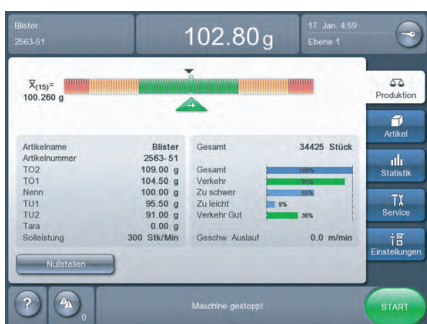 Blister
2563-51
102.80g
17. Jan. 4:59
Ebene 1
X̄(15)=
100.260 g
0
Produktion
Artikel
Statistik
Service
Einstellungen
Artikelname Blister
Artikelnummer 2563-51
TO2 109.00 g
TO1 104.50 g
Nenn 100.00 g
TU1 95.50 g
TU2 91.00 g
Tara 0.00 g
Solleistung 300 Stk/Min
Gesamt 34425 Stück
Gesamt 100%
Verkehr 91%
Zu schwer
Zu leicht 9%
Verkehr Gut 36%
Geschw. Auslauf 0.0 m/min
Nullstellen
?
0
Maschine gestoppt
START